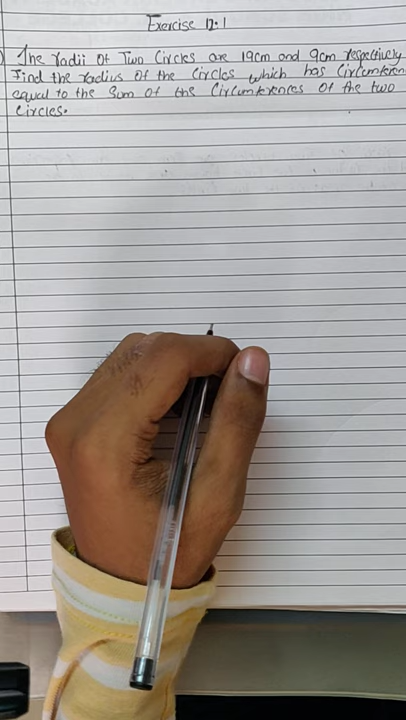 Exercise 12.1
The radii of Two Circles are 19cm and 9cm respectively
Find the radius of the Circles which has Circumferen
equal to the Sum of the Circumferences of the two
Circles.